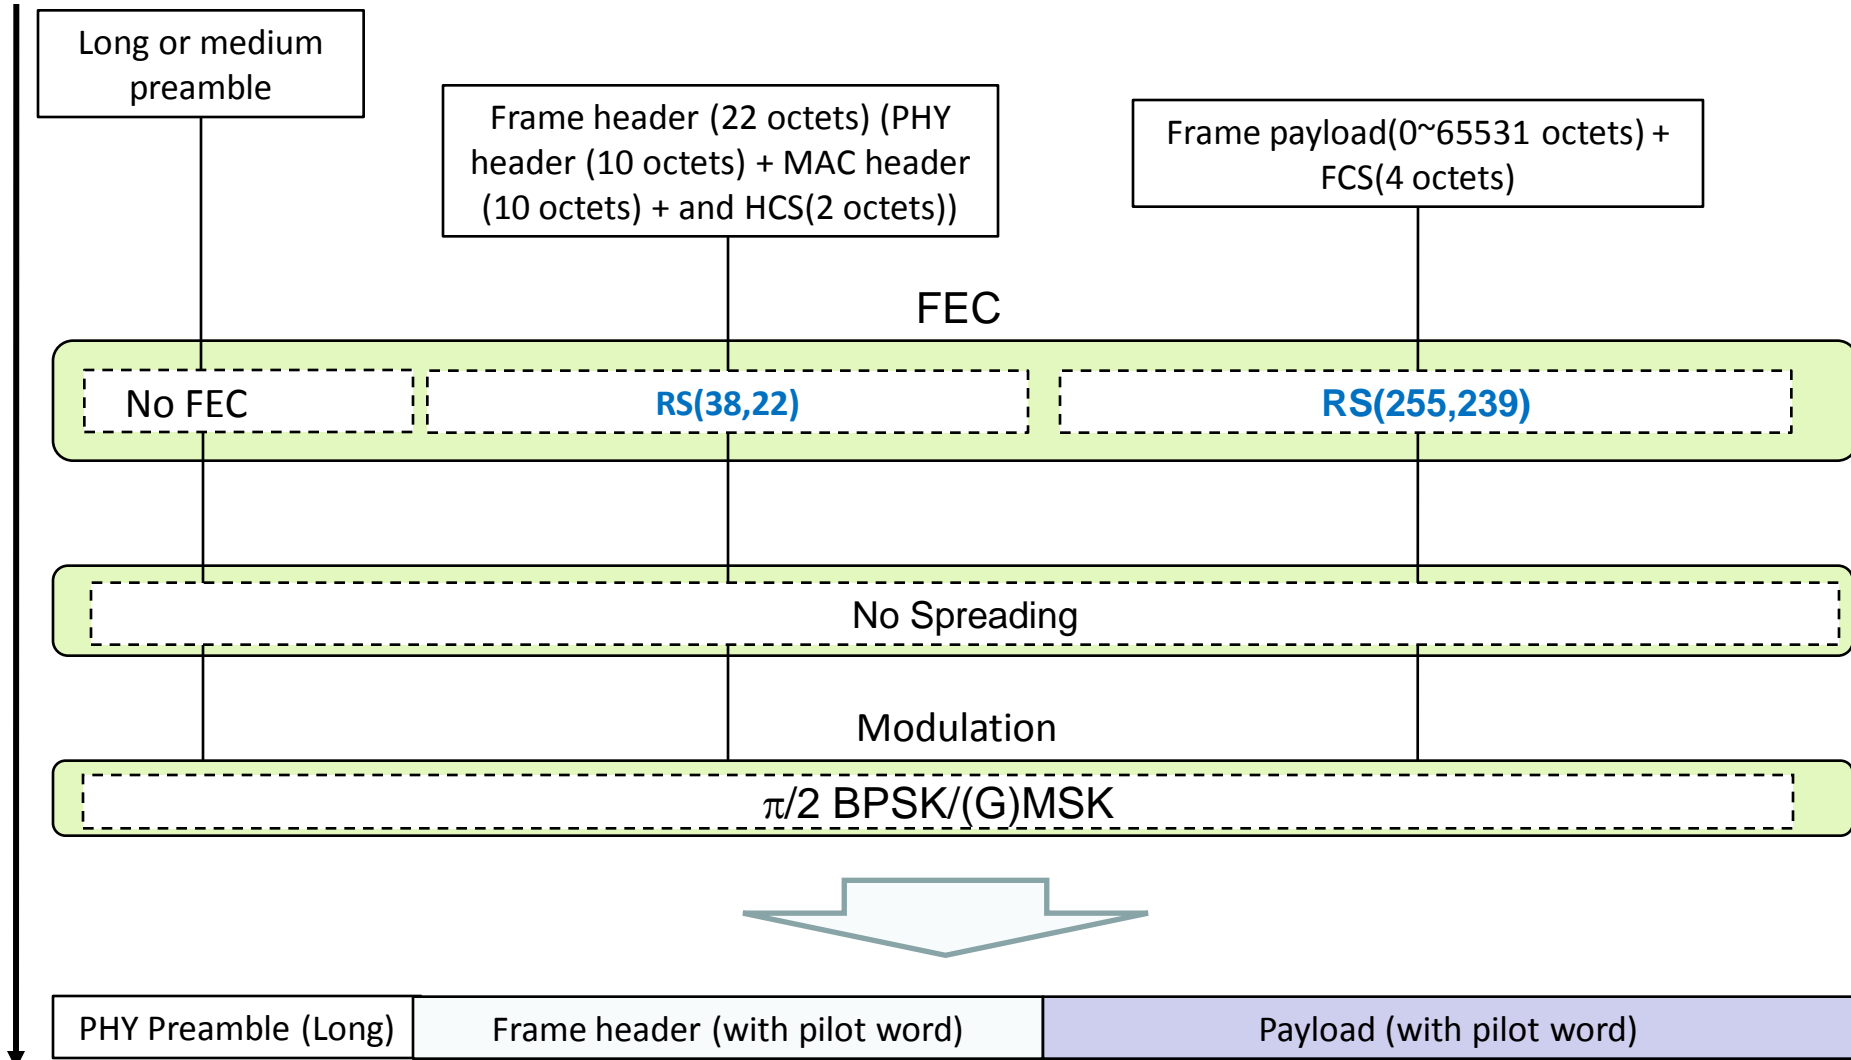 Long or medium
preamble
Frame header (22 octets) (PHY
header (10 octets) + MAC header
(10 octets) + and HCS(2 octets))
Frame payload(0~65531 octets) +
FCS(4 octets)
FEC
No FEC
RS(38,22)
RS(255,239)
No Spreading
Modulation
π/2 BPSK/(G)MSK
PHY Preamble (Long)
Frame header (with pilot word)
Payload (with pilot word)